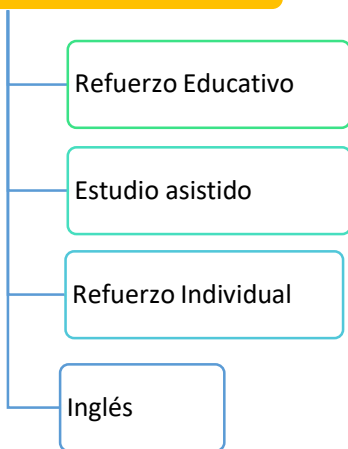 Refuerzo Educativo
Estudio asistido
Refuerzo Individual
Inglés